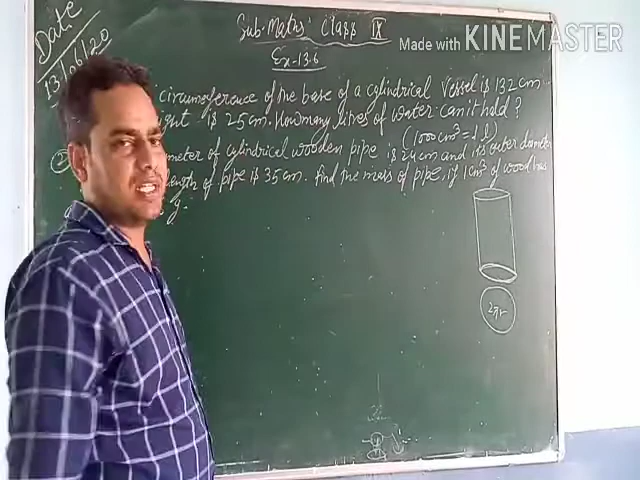 Made with KINEMASTER
Sub-Maths: Class IX
Date
13/06/20
Ex-13.6
circumference of the base of a cylindrical vessel is 132 cm
is 25 cm. How many litres of water can it hold?
(1000 cm³ = 1 l)
②
meter of cylindrical wooden pipe is 24 cm and its outer diameter
length of pipe is 35 cm. find the mass of pipe, if 1 cm³ of wood has
g.
2πr